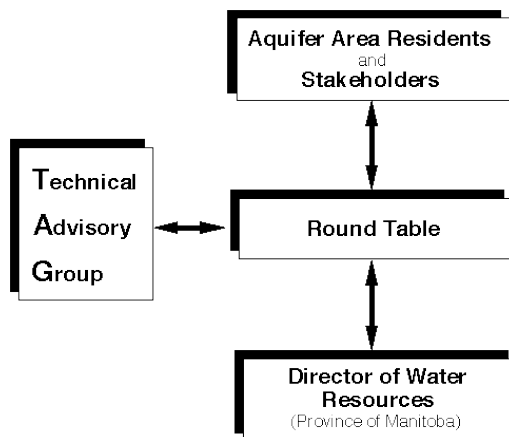 Aquifer Area Residents
and
Stakeholders
Technical
Advisory
Group
Round Table
Director of Water
Resources
(Province of Manitoba)